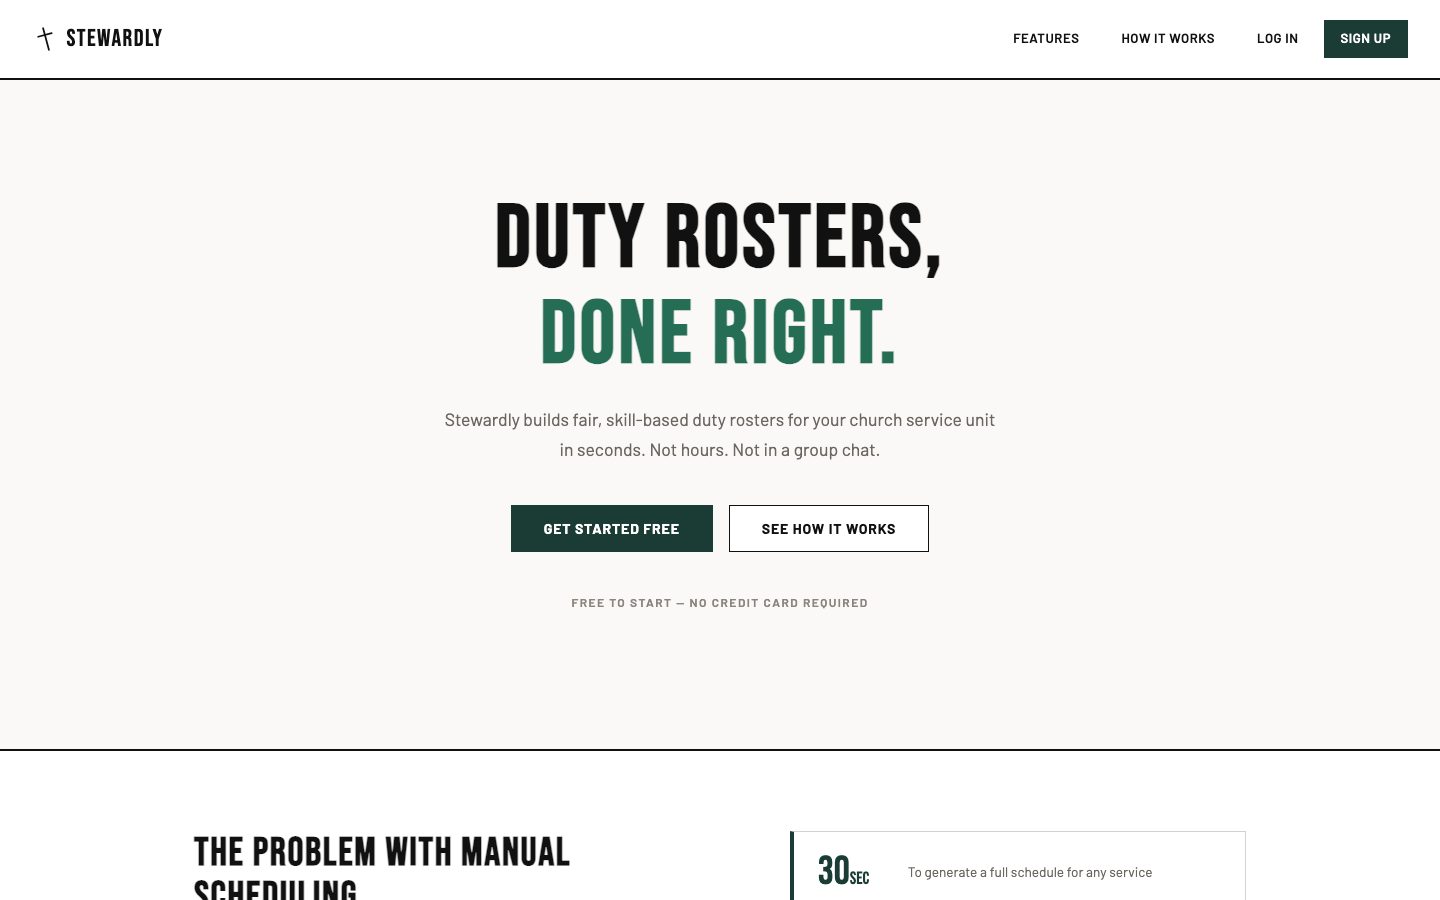 STEWARDLY
FEATURES
HOW IT WORKS
LOG IN
SIGN UP
DUTY ROSTERS,
DONE RIGHT.
Stewardly builds fair, skill-based duty rosters for your church service unit
in seconds. Not hours. Not in a group chat.
GET STARTED FREE
SEE HOW IT WORKS
FREE TO START — NO CREDIT CARD REQUIRED
THE PROBLEM WITH MANUAL
SCHEDULING
30SEC
To generate a full schedule for any service